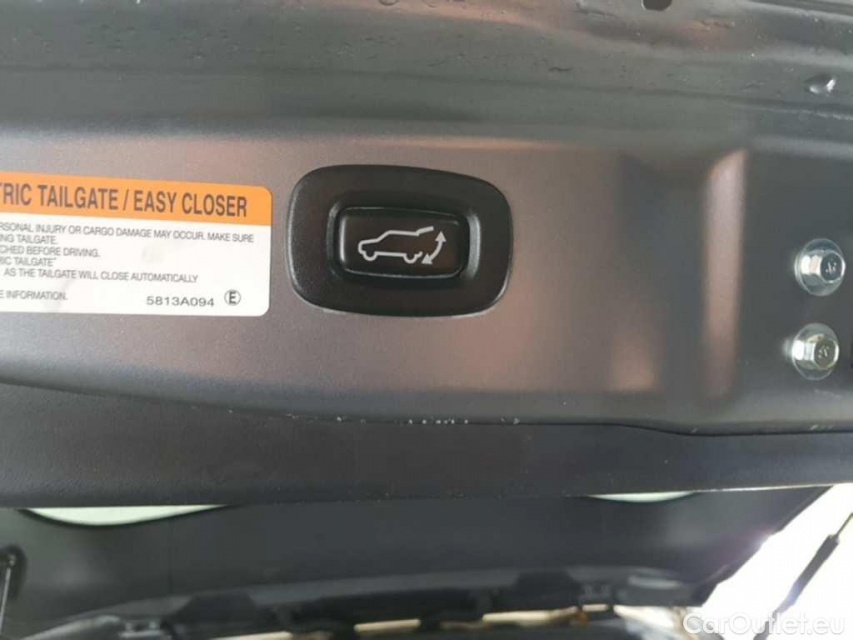 TRIC TAILGATE / EASY CLOSER
RSONAL INJURY OR CARGO DAMAGE MAY OCCUR. MAKE SURE
NG TAILGATE.
CHED BEFORE DRIVING.
RIC TAILGATE"
AS THE TAILGATE WILL CLOSE AUTOMATICALLY
E INFORMATION.
5813A094 Ⓔ
CarOutlet.eu